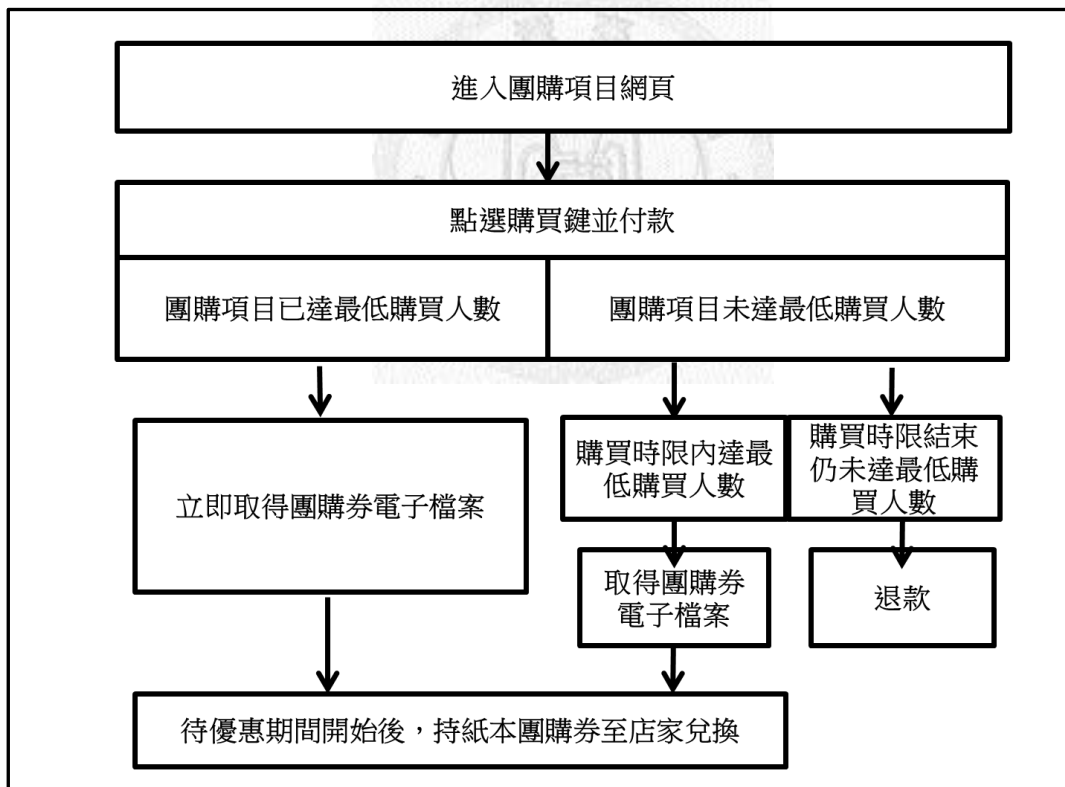 進入團購項目網頁
點選購買鍵並付款
團購項目已達最低購買人數
團購項目未達最低購買人數
立即取得團購券電子檔案
購買時限內達最
低購買人數
購買時限結束
仍未達最低購
買人數
取得團購券
電子檔案
退款
待優惠期間開始後，持紙本團購券至店家兌換